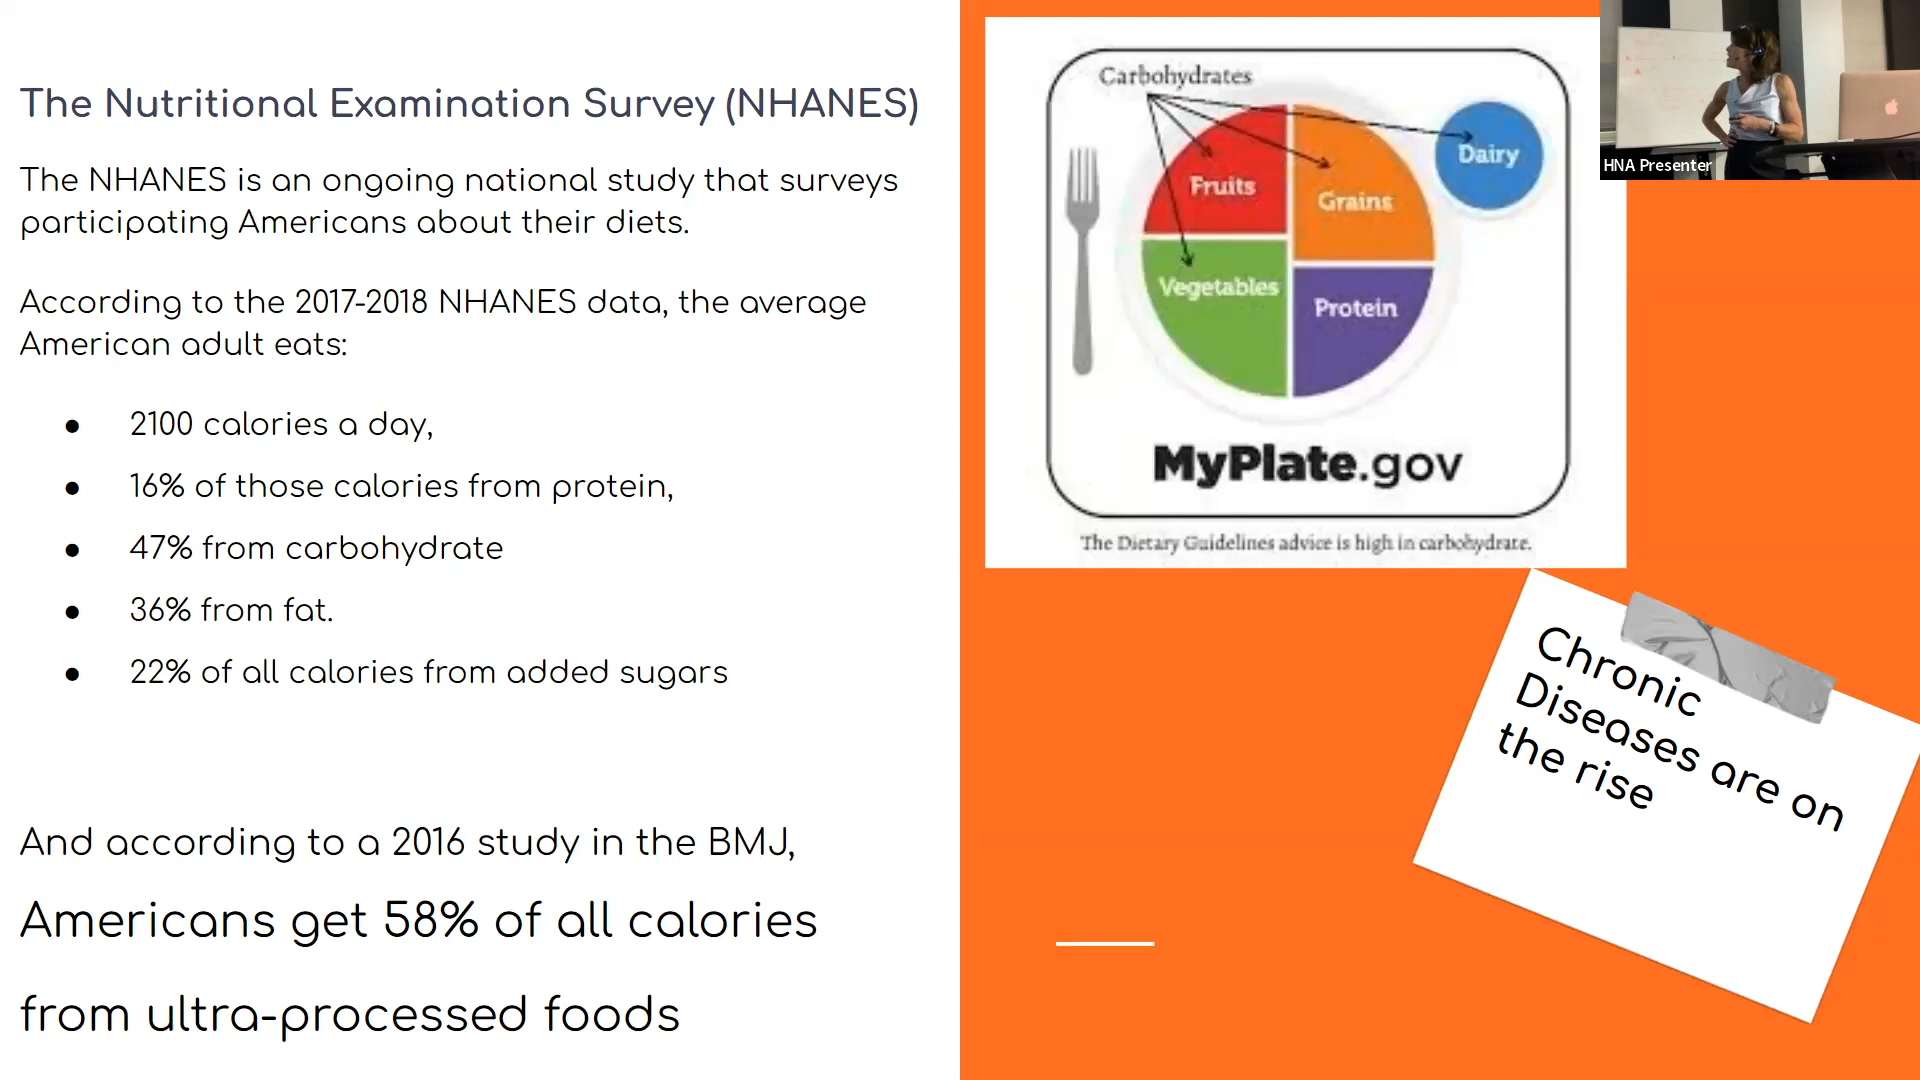 The Nutritional Examination Survey (NHANES)
The NHANES is an ongoing national study that surveys
participating Americans about their diets.
According to the 2017-2018 NHANES data, the average
American adult eats:
● 2100 calories a day,
● 16% of those calories from protein,
● 47% from carbohydrate
● 36% from fat.
● 22% of all calories from added sugars
And according to a 2016 study in the BMJ,
Americans get 58% of all calories
from ultra-processed foods
Carbohydrates
Fruits
Grains
Dairy
Vegetables
Protein
MyPlate.gov
The Dietary Guidelines advice is high in carbohydrate.
HNA Presenter
Chronic
Diseases are on
the rise